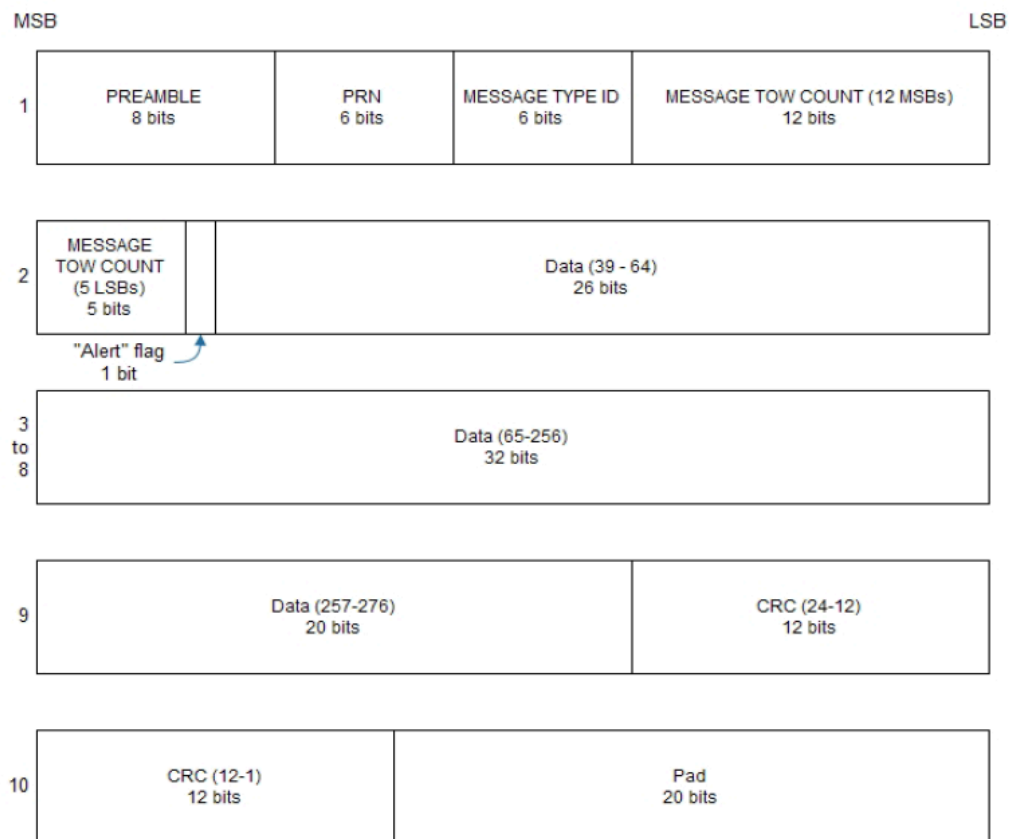 MSB LSB
1
PREAMBLE
8 bits
PRN
6 bits
MESSAGE TYPE ID
6 bits
MESSAGE TOW COUNT (12 MSBs)
12 bits
2
MESSAGE
TOW COUNT
(5 LSBs)
5 bits
"Alert" flag
1 bit
Data (39 - 64)
26 bits
3
to
8
Data (65-256)
32 bits
9
Data (257-276)
20 bits
CRC (24-12)
12 bits
10
CRC (12-1)
12 bits
Pad
20 bits